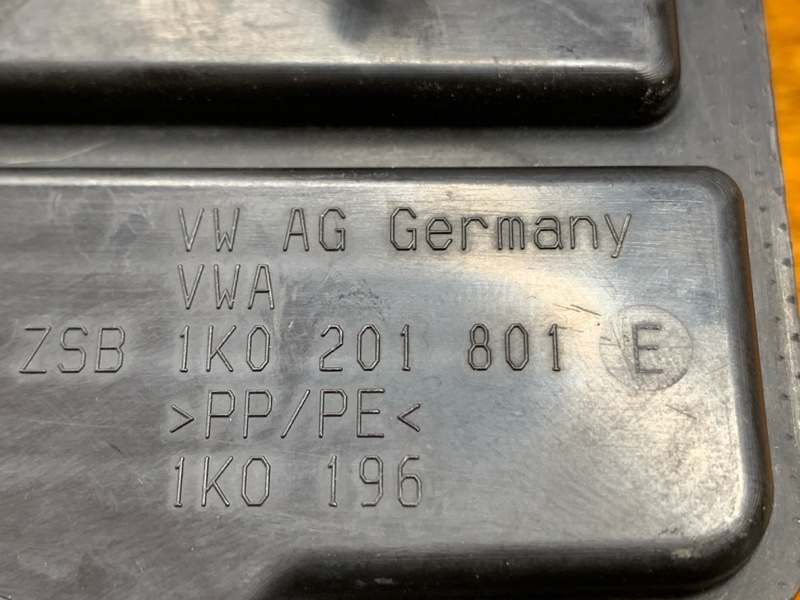 VW AG Germany
VWA
ZSB 1K0 201 801 E
>PP/PE<
1K0 196